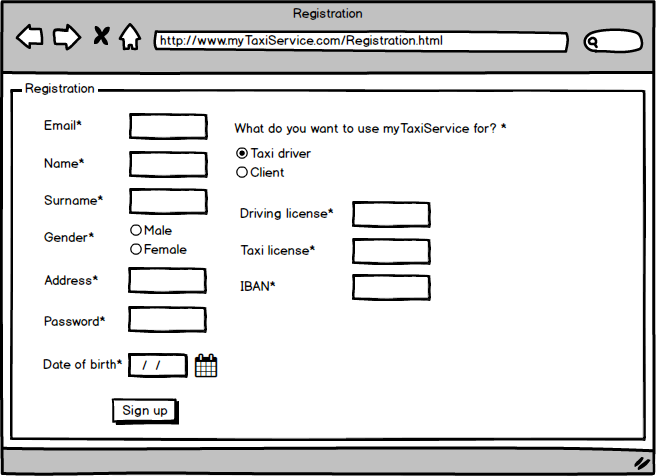 Registration
http://www.myTaxiService.com/Registration.html
Registration
Email*
Name*
Surname*
Gender*
Male
Female
Address*
Password*
Date of birth*
/ /
Sign up
What do you want to use myTaxiService for? *
Taxi driver
Client
Driving license*
Taxi license*
IBAN*